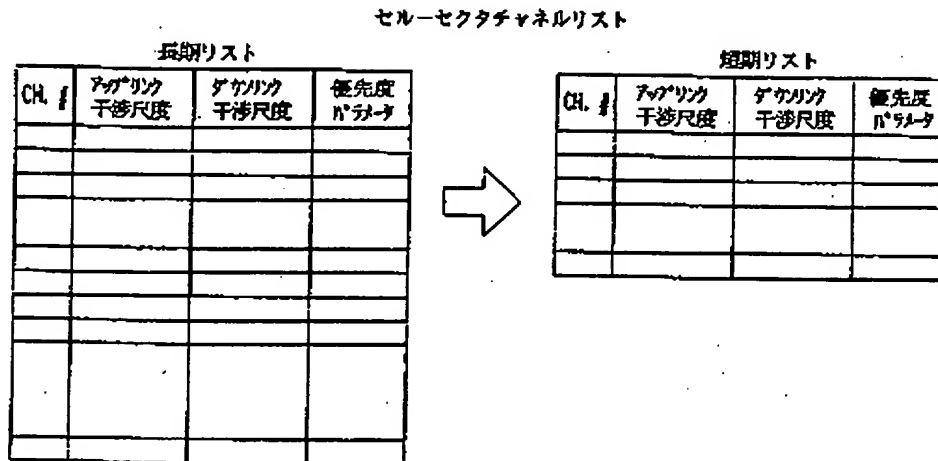 セルーセクタチャネルリスト
長期リスト
CH. #
アップリンク
干渉尺度
ダウンリンク
干渉尺度
優先度
パラメータ
短期リスト
CH. #
アップリンク
干渉尺度
ダウンリンク
干渉尺度
優先度
パラメータ